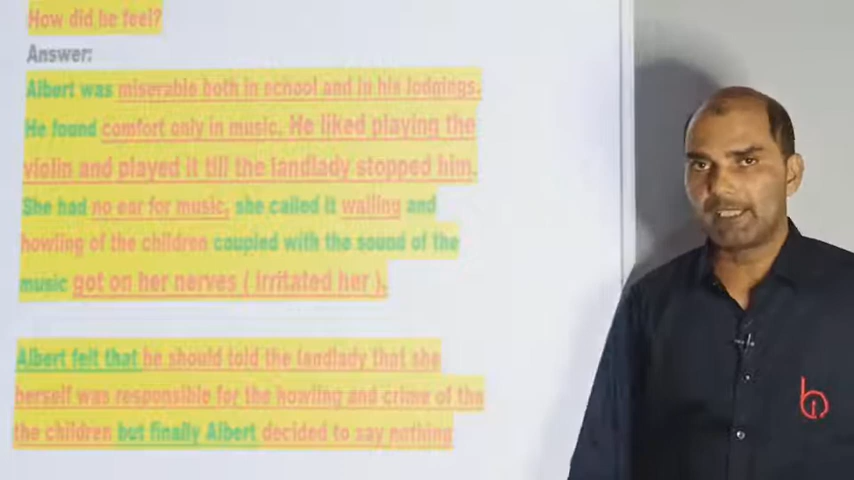 How did he feel?
Answer:
Albert was miserable both in school and in his lodgings.
He found comfort only in music. He liked playing the
violin and played it till the landlady stopped him.
She had no ear for music, she called it wailing and
howling of the children coupled with the sound of the
music got on her nerves ( irritated her ).
Albert felt that he should told the landlady that she
herself was responsible for the howling and crime of the
the children but finally Albert decided to say nothing